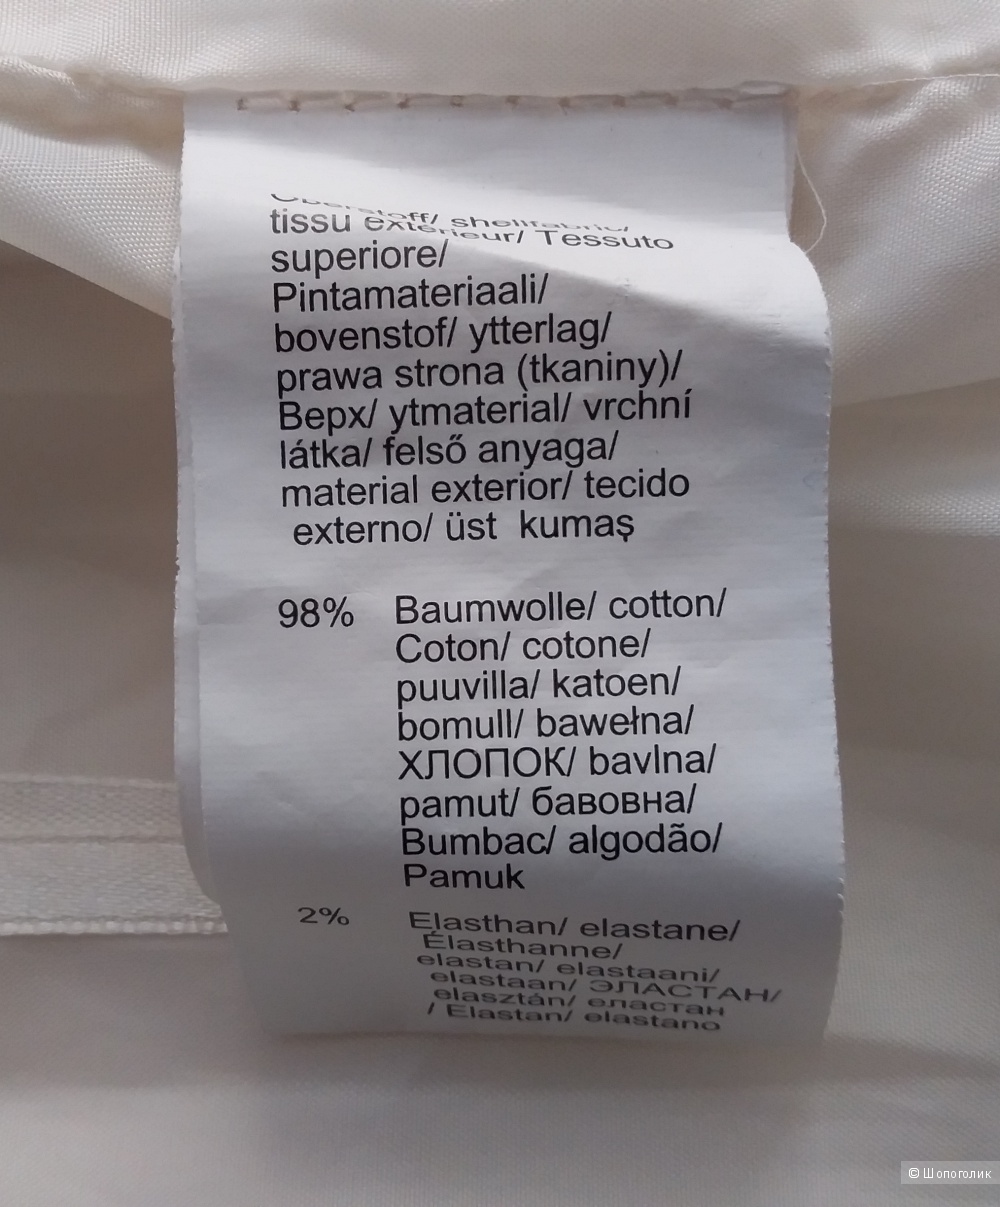 Oberstoff/ shellfabric/
tissu extérieur/ Tessuto
superiore/
Pintamateriaali/
bovenstof/ ytterlag/
prawa strona (tkaniny)/
Верх/ ytmaterial/ vrchní
látka/ felső anyaga/
material exterior/ tecido
externo/ üst kumaş
98% Baumwolle/ cotton/
Coton/ cotone/
puuvilla/ katoen/
bomull/ bawełna/
ХЛОПОК/ bavlna/
pamut/ бавовна/
Bumbac/ algodão/
Pamuk
2% Elasthan/ elastane/
Élasthanne/
elastan/ elastaani/
elastaan/ ЭЛАСТАН/
elasztán/ еластан
/ Elastan/ elastano
© Шопоголик